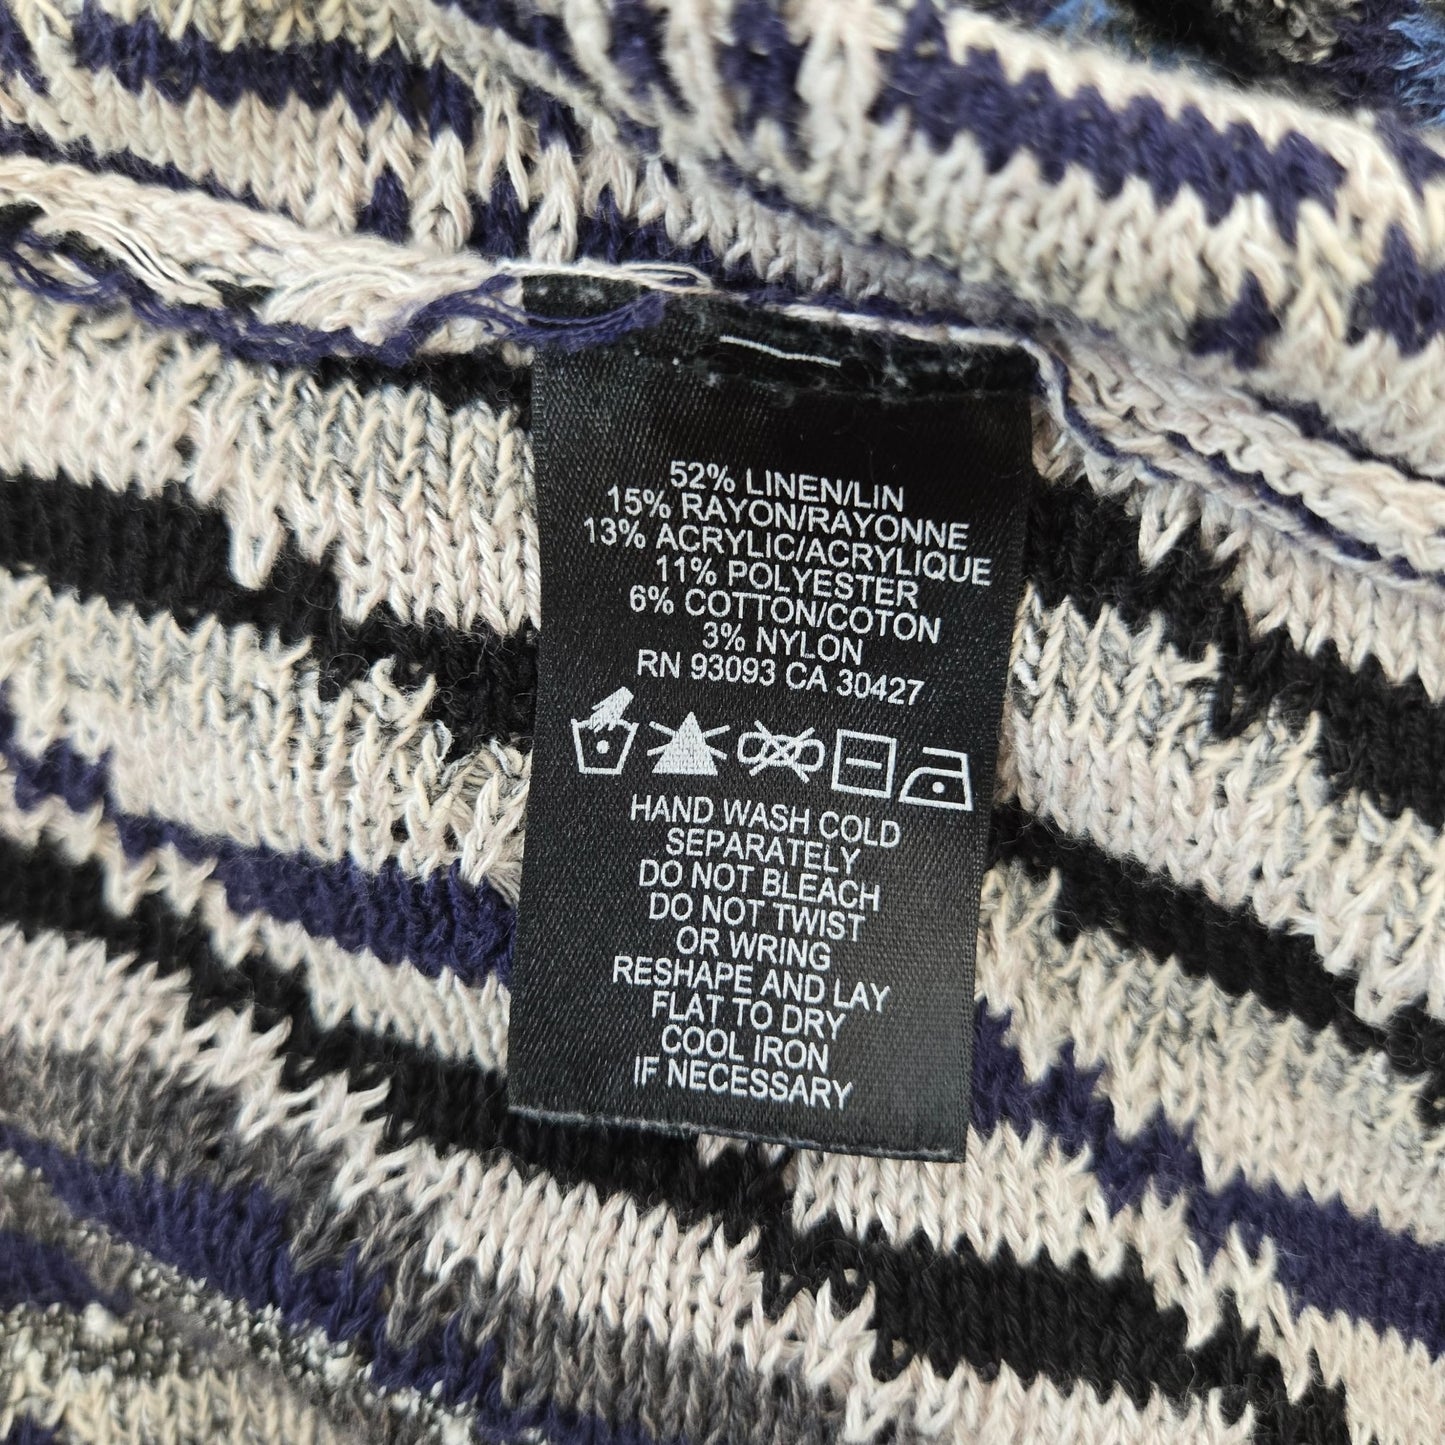 52% LINEN/LIN
15% RAYON/RAYONNE
13% ACRYLIC/ACRYLIQUE
11% POLYESTER
6% COTTON/COTON
3% NYLON
RN 93093 CA 30427
HAND WASH COLD
SEPARATELY
DO NOT BLEACH
DO NOT TWIST
OR WRING
RESHAPE AND LAY
FLAT TO DRY
COOL IRON
IF NECESSARY